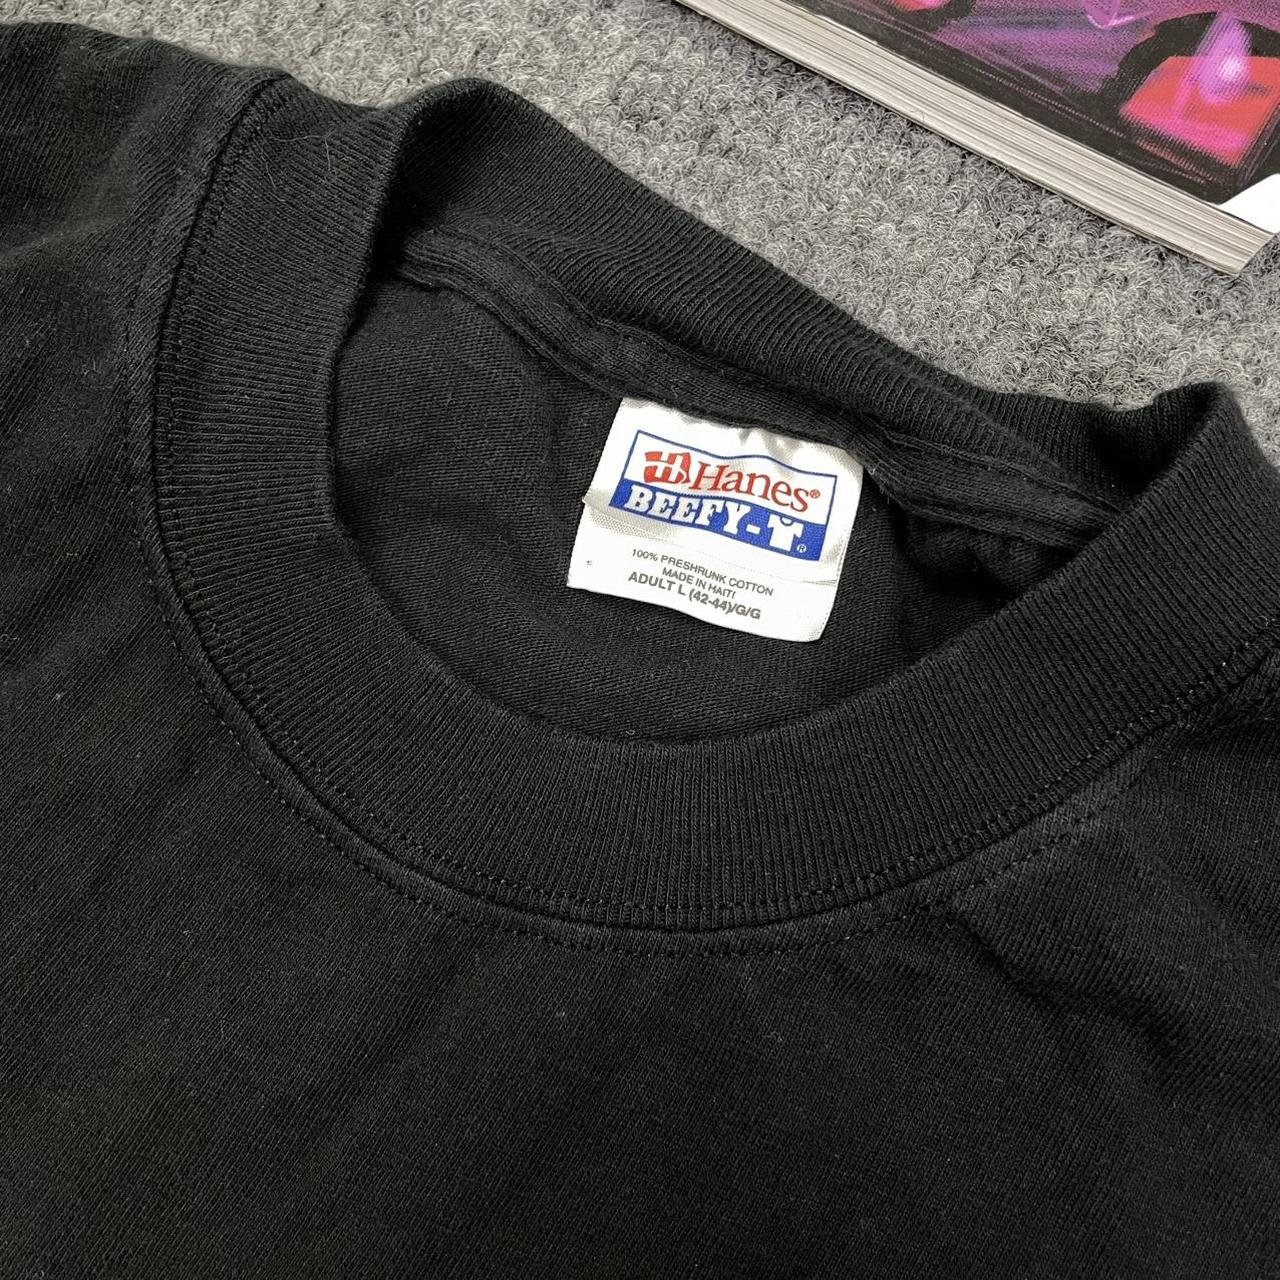 Hanes®
BEEFY-T®
100% PRESHRUNK COTTON
MADE IN HAITI
ADULT L (42-44)/G/G